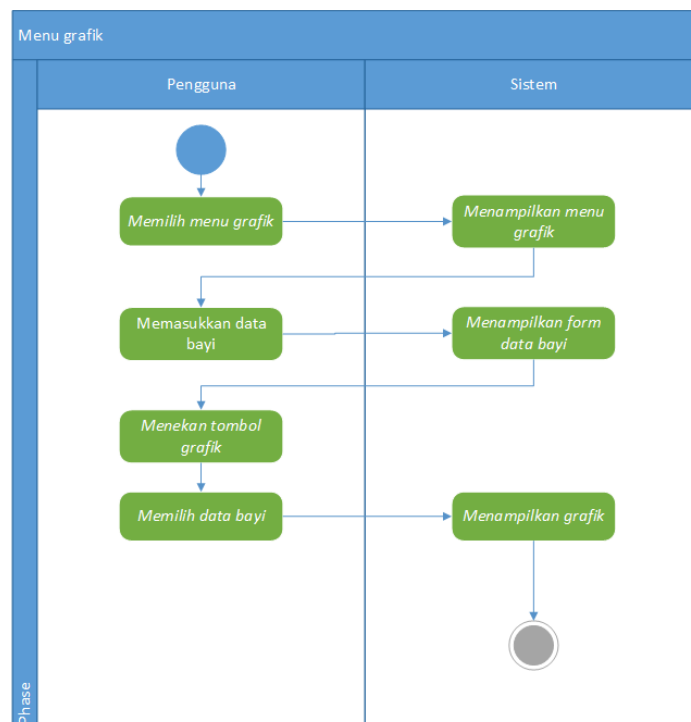 Menu grafik
Pengguna
Sistem
Memilih menu grafik
Menampilkan menu
grafik
Memasukkan data
bayi
Menampilkan form
data bayi
Menekan tombol
grafik
Memilih data bayi
Menampilkan grafik
Phase